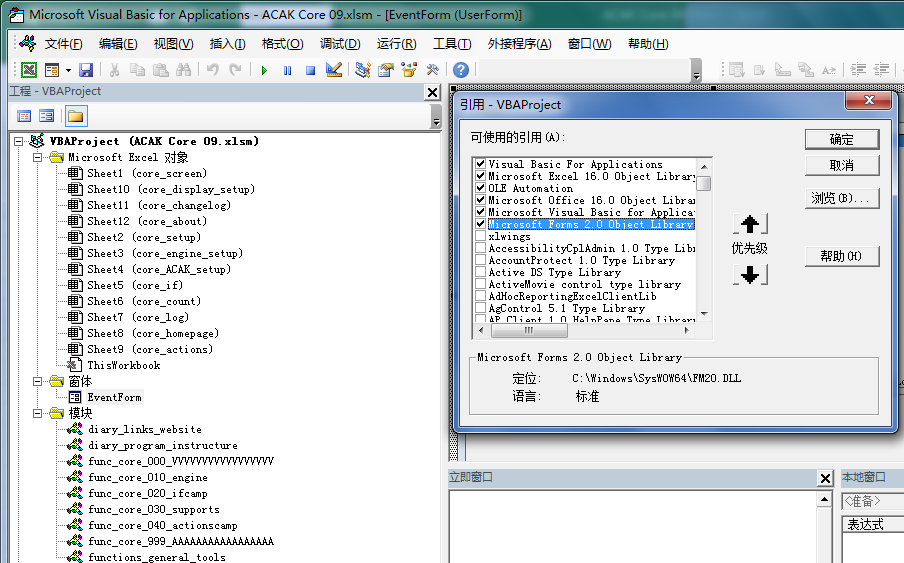 Microsoft Visual Basic for Applications - ACAK Core 09.xlsm - [EventForm (UserForm)]
文件(F) 编辑(E) 视图(V) 插入(I) 格式(O) 调试(D) 运行(R) 工具(T) 外接程序(A) 窗口(W) 帮助(H)
工程 - VBAProject
VBAProject (ACAK Core 09.xlsm)
Microsoft Excel 对象
Sheet1 (core_screen)
Sheet10 (core_display_setup)
Sheet11 (core_changelog)
Sheet12 (core_about)
Sheet2 (core_setup)
Sheet3 (core_engine_setup)
Sheet4 (core_ACAK_setup)
Sheet5 (core_if)
Sheet6 (core_count)
Sheet7 (core_log)
Sheet8 (core_homepage)
Sheet9 (core_actions)
ThisWorkbook
窗体
EventForm
模块
diary_links_website
diary_program_instructure
func_core_000_VVVVVVVVVVVVVVVVV
func_core_010_engine
func_core_020_ifcamp
func_core_030_supports
func_core_040_actionscamp
func_core_999_AAAAAAAAAAAAAAAAA
functions_general_tools
引用 - VBAProject
可使用的引用(A):
Visual Basic For Applications
Microsoft Excel 16.0 Object Library
OLE Automation
Microsoft Office 16.0 Object Librar
Microsoft Visual Basic for Applicat
Microsoft Forms 2.0 Object Library
xlwings
AccessibilityCplAdmin 1.0 Type Libr
AccountProtect 1.0 Type Library
Active DS Type Library
ActiveMovie control type library
AdHocReportingExcelClientLib
AgControl 5.1 Type Library
AP Client 1.0 HelpPane Type Library
优先级
确定
取消
浏览(B)...
帮助(H)
Microsoft Forms 2.0 Object Library
定位: C:\Windows\SysWOW64\FM20.DLL
语言: 标准
立即窗口
本地窗口
<准备>
表达式